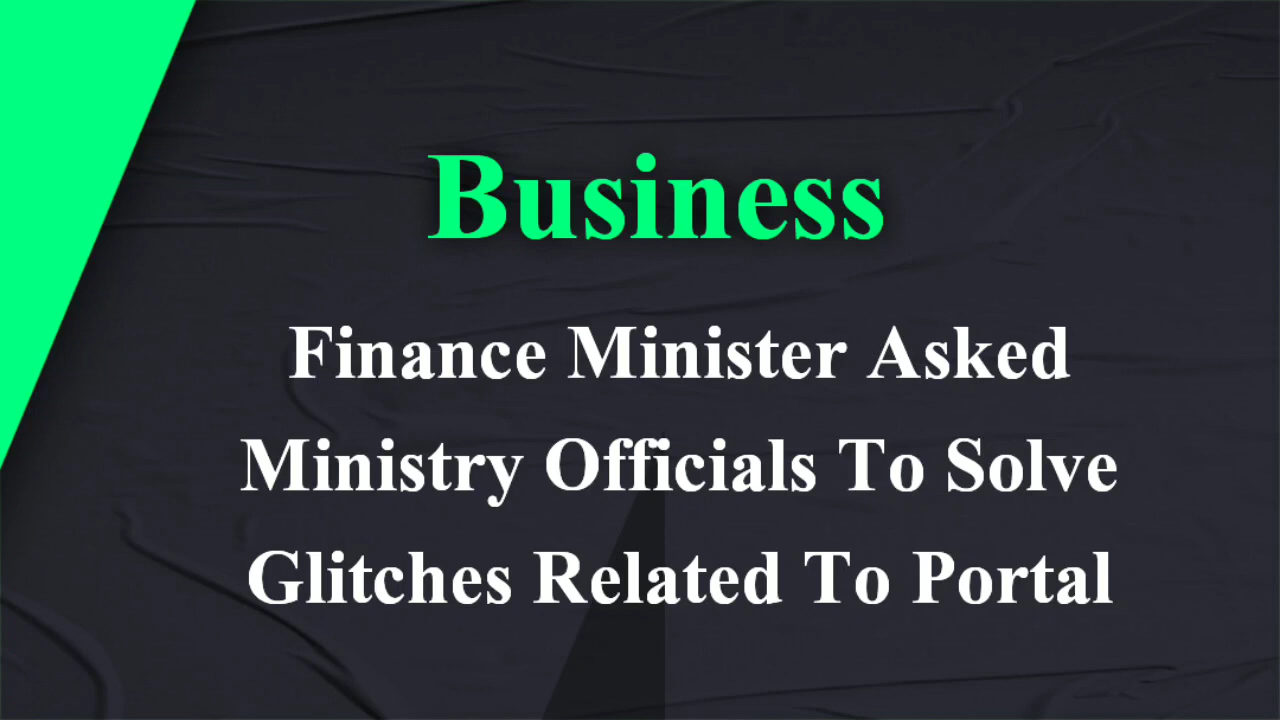 Business
Finance Minister Asked
Ministry Officials To Solve
Glitches Related To Portal